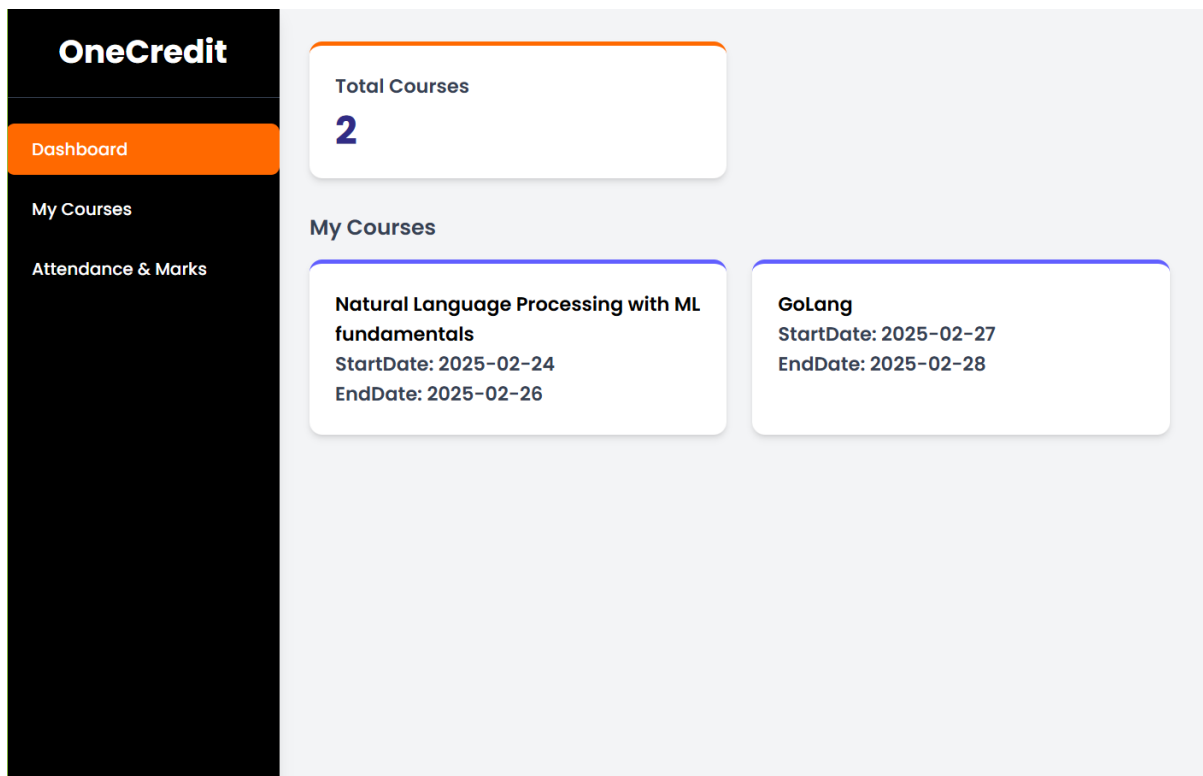 OneCredit
Dashboard
My Courses
Attendance & Marks
Total Courses
2
My Courses
Natural Language Processing with ML
fundamentals
StartDate: 2025-02-24
EndDate: 2025-02-26
GoLang
StartDate: 2025-02-27
EndDate: 2025-02-28